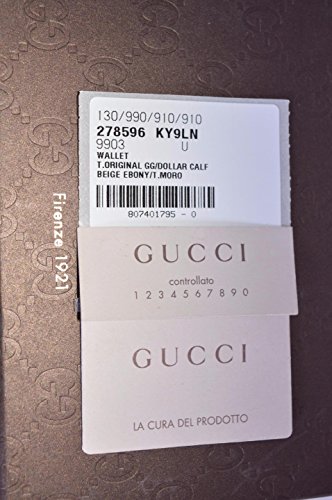 130/990/910/910
278596 KY9LN
9903 U
WALLET
T.ORIGINAL GG/DOLLAR CALF
BEIGE EBONY/T.MORO
807401795 - 0
GUCCI
controllato
1 2 3 4 5 6 7 8 9 0
GUCCI
LA CURA DEL PRODOTTO
Firenze 1921